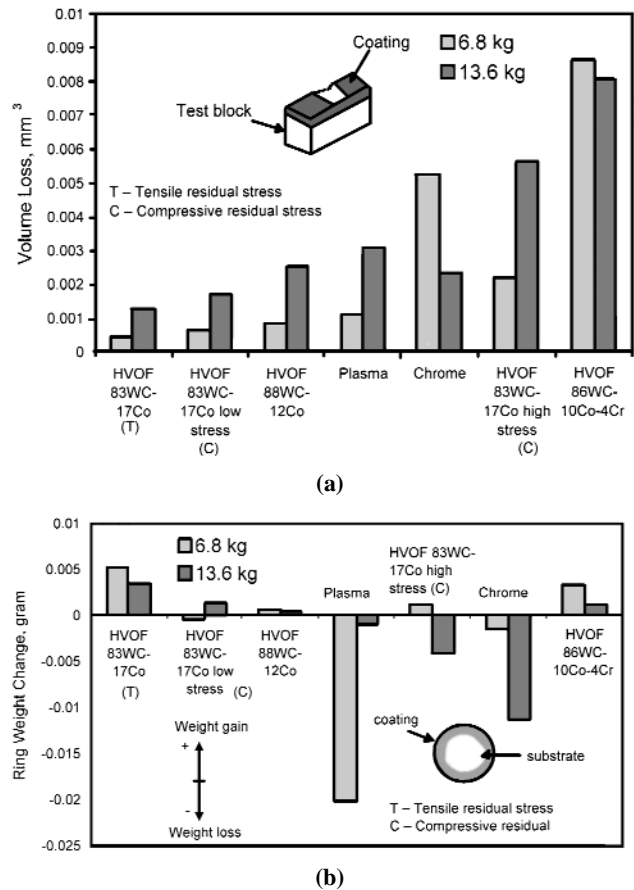 0.01
0.009
0.008
0.007
0.006
0.005
0.004
0.003
0.002
0.001
0
Volume Loss, mm³
Coating
6.8 kg
13.6 kg
Test block
T – Tensile residual stress
C – Compressive residual stress
HVOF
83WC-
17Co
(T)
HVOF
83WC-
17Co low
stress
(C)
HVOF
88WC-
12Co
Plasma
Chrome
HVOF
83WC-
17Co high
stress
(C)
HVOF
86WC-
10Co-4Cr
(a)
0.01
0.005
0
-0.005
-0.01
-0.015
-0.02
-0.025
Ring Weight Change, gram
6.8 kg
13.6 kg
HVOF
83WC-
17Co
(T)
HVOF
83WC-
17Co low
stress (C)
HVOF
88WC-
12Co
Plasma
HVOF 83WC-
17Co high
stress (C)
Chrome
HVOF
86WC-
10Co-4Cr
Weight gain
+
-
Weight loss
coating
substrate
T – Tensile residual stress
C – Compressive residual
(b)